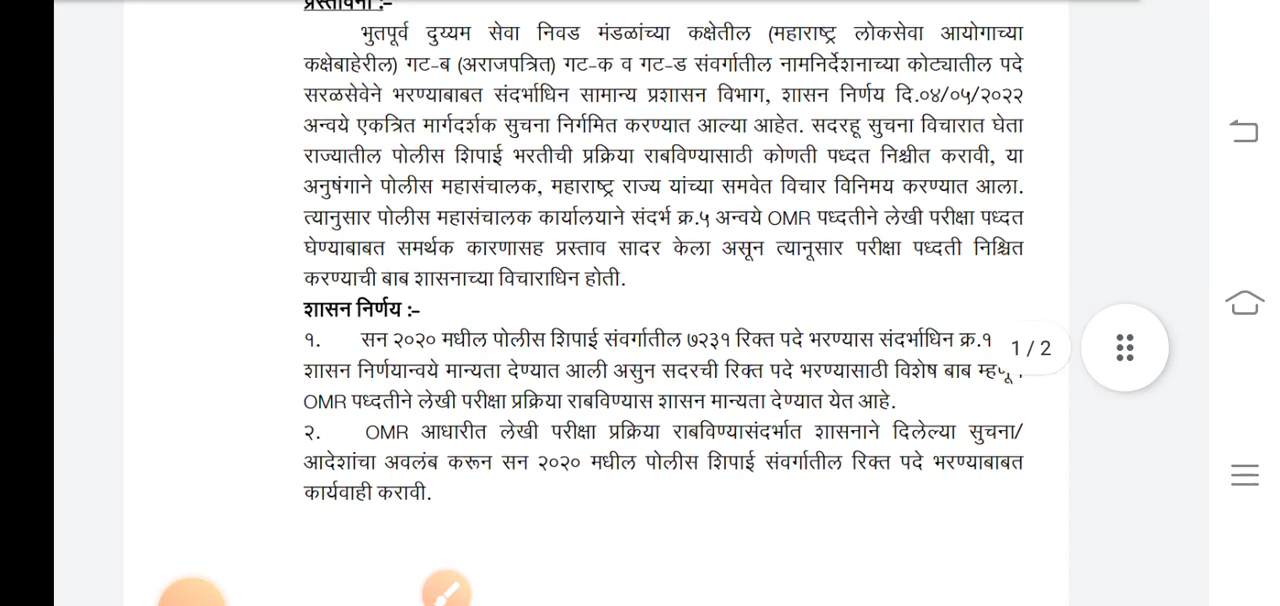 प्रस्तावना :-
भुतपूर्व दुय्यम सेवा निवड मंडळांच्या कक्षेतील (महाराष्ट्र लोकसेवा आयोगाच्या
कक्षेबाहेरील) गट-ब (अराजपत्रित) गट-क व गट-ड संवर्गातील नामनिर्देशनाच्या कोट्यातील पदे
सरळसेवेने भरण्याबाबत संदर्भाधिन सामान्य प्रशासन विभाग, शासन निर्णय दि.०४/०५/२०२२
अन्वये एकत्रित मार्गदर्शक सुचना निर्गमित करण्यात आल्या आहेत. सदरहू सुचना विचारात घेता
राज्यातील पोलीस शिपाई भरतीची प्रक्रिया राबविण्यासाठी कोणती पध्दत निश्चीत करावी, या
अनुषंगाने पोलीस महासंचालक, महाराष्ट्र राज्य यांच्या समवेत विचार विनिमय करण्यात आला.
त्यानुसार पोलीस महासंचालक कार्यालयाने संदर्भ क्र.५ अन्वये OMR पध्दतीने लेखी परीक्षा पध्दत
घेण्याबाबत समर्थक कारणासह प्रस्ताव सादर केला असून त्यानूसार परीक्षा पध्दती निश्चित
करण्याची बाब शासनाच्या विचाराधिन होती.
शासन निर्णय :-
१. सन २०२० मधील पोलीस शिपाई संवर्गातील ७२३१ रिक्त पदे भरण्यास संदर्भाधिन क्र.१
1 / 2
शासन निर्णयान्वये मान्यता देण्यात आली असुन सदरची रिक्त पदे भरण्यासाठी विशेष बाब म्हणून
OMR पध्दतीने लेखी परीक्षा प्रक्रिया राबविण्यास शासन मान्यता देण्यात येत आहे.
२. OMR आधारीत लेखी परीक्षा प्रक्रिया राबविण्यासंदर्भात शासनाने दिलेल्या सुचना/
आदेशांचा अवलंब करून सन २०२० मधील पोलीस शिपाई संवर्गातील रिक्त पदे भरण्याबाबत
कार्यवाही करावी.